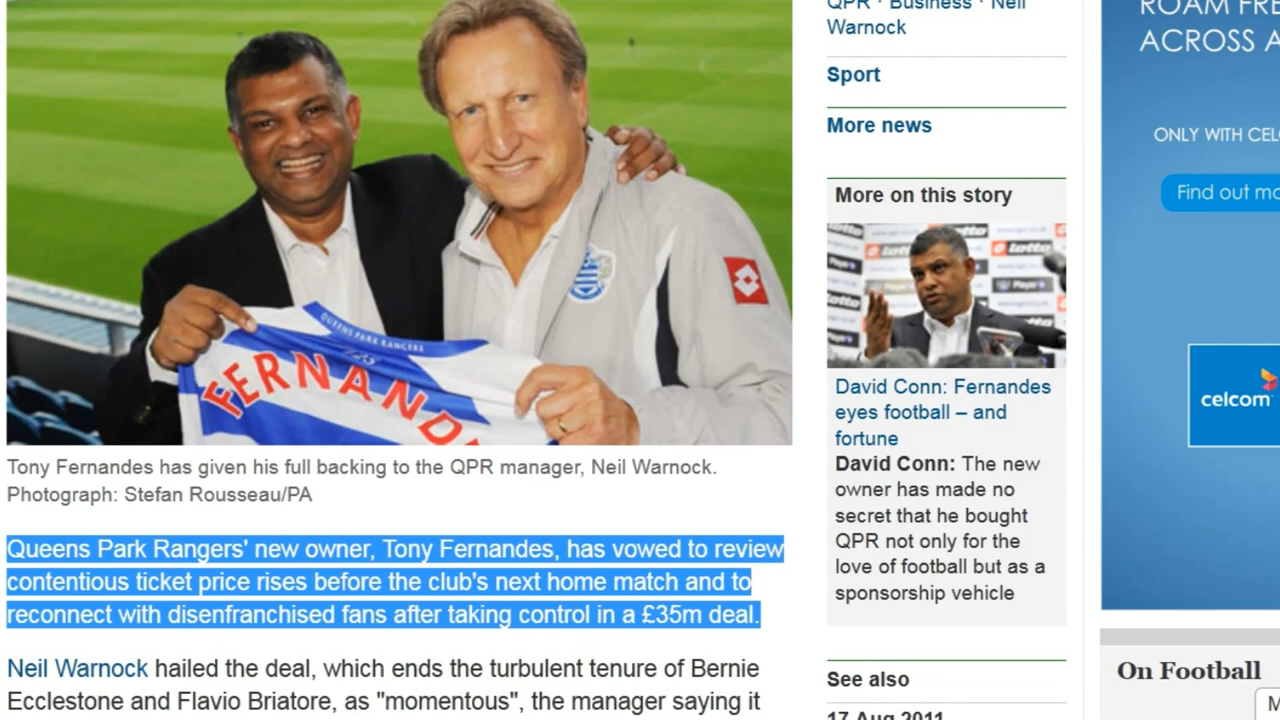 QUEENS PARK RANGERS
FERNAND
Tony Fernandes has given his full backing to the QPR manager, Neil Warnock.
Photograph: Stefan Rousseau/PA
Queens Park Rangers' new owner, Tony Fernandes, has vowed to review
contentious ticket price rises before the club's next home match and to
reconnect with disenfranchised fans after taking control in a £35m deal.
Neil Warnock hailed the deal, which ends the turbulent tenure of Bernie
Ecclestone and Flavio Briatore, as "momentous", the manager saying it
QPR · Business · Neil
Warnock
Sport
More news
More on this story
lotto
David Conn: Fernandes
eyes football – and
fortune
David Conn: The new
owner has made no
secret that he bought
QPR not only for the
love of football but as a
sponsorship vehicle
See also
17 Aug 2011
ROAM FRE
ACROSS A
ONLY WITH CELC
Find out mo
celcom
On Football
M